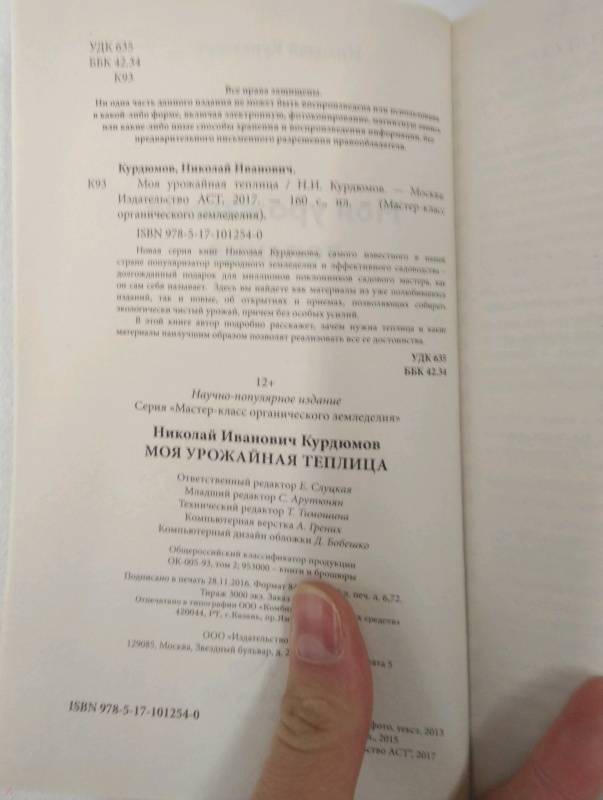 УДК 635
ББК 42.34
К93
Все права защищены.
Ни одна часть данного издания не может быть воспроизведена или использована
в какой-либо форме, включая электронную, фотокопирование, магнитную запись
или какие-либо иные способы хранения и воспроизведения информации, без
предварительного письменного разрешения правообладателя.
Курдюмов, Николай Иванович.
К93 Моя урожайная теплица / Н.И. Курдюмов. — Москва:
Издательство АСТ, 2017. — 160 с., ил. — (Мастер-класс
органического земледелия).
ISBN 978-5-17-101254-0
Новая серия книг Николая Курдюмова, самого известного в нашей
стране популяризатора природного земледелия и эффективного садоводства -
долгожданный подарок для миллионов поклонников садового мастера, как
он сам себя называет. Здесь вы найдете как материалы из уже полюбившихся
изданий, так и новые, об открытиях и приемах, позволяющих собирать
экологически чистый урожай, причем без особых усилий.
В этой книге автор подробно расскажет, зачем нужна теплица и какие
материалы наилучшим образом позволят реализовать все ее достоинства.
УДК 635
ББК 42.34
12+
Научно-популярное издание
Серия «Мастер-класс органического земледелия»
Николай Иванович Курдюмов
МОЯ УРОЖАЙНАЯ ТЕПЛИЦА
Ответственный редактор Е. Слуцкая
Младший редактор С. Арутюнян
Технический редактор Т. Тимошина
Компьютерная верстка А. Грених
Компьютерный дизайн обложки Д. Бобешко
Общероссийский классификатор продукции
ОК-005-93, том 2; 953000 – книги и брошюры
Подписано в печать 28.11.2016. Формат л. печ. л. 6,72.
Тираж 3000 экз. Заказ
Отпечатано в типографии ООО средств»
420044, РТ, г. Казань, пр.
ООО «Издательство
129085, Москва, Звездный бульвар, д. 5
ISBN 978-5-17-101254-0
фото, текст, 2013
2015
АСТ", 2017